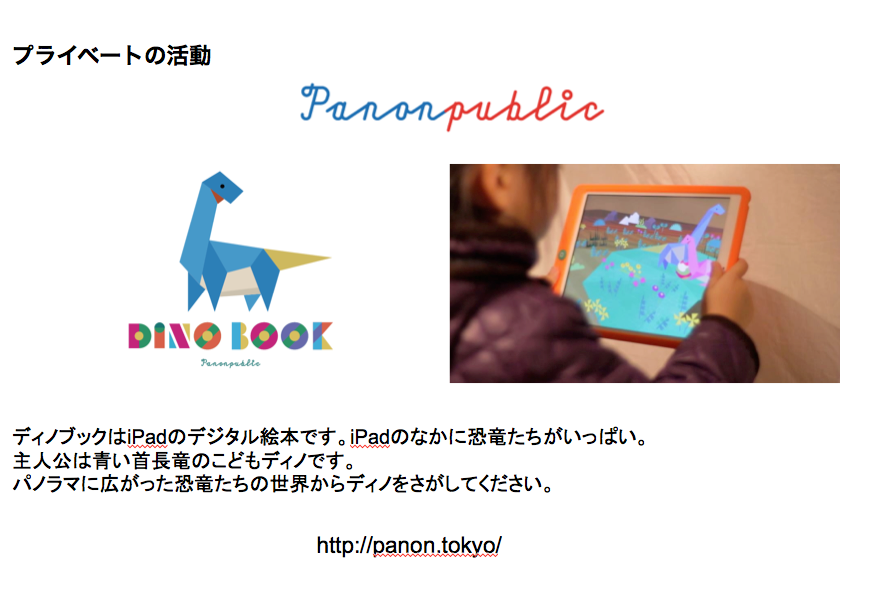 プライベートの活動
Panonpublic
DINO BOOK
Panonpublic
ディノブックはiPadのデジタル絵本です。iPadのなかに恐竜たちがいっぱい。
主人公は青い首長竜のこどもディノです。
パノラマに広がった恐竜たちの世界からディノをさがしてください。
http://panon.tokyo/